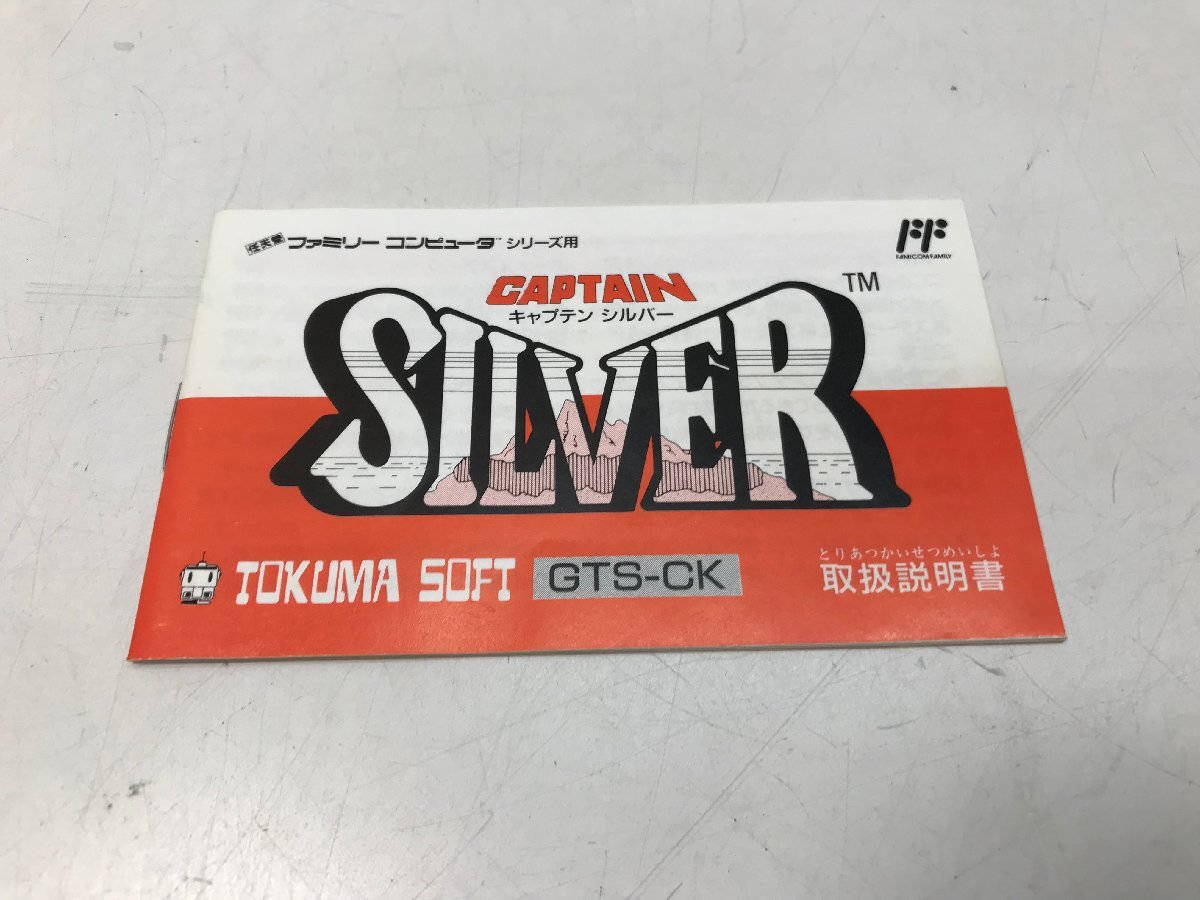 任天堂 ファミリー コンピュータ™ シリーズ用
FAMICOM FAMILY
CAPTAIN
キャプテン シルバー
SILVER TM
TOKUMA SOFT GTS-CK
とりあつかいせつめいしょ
取扱説明書